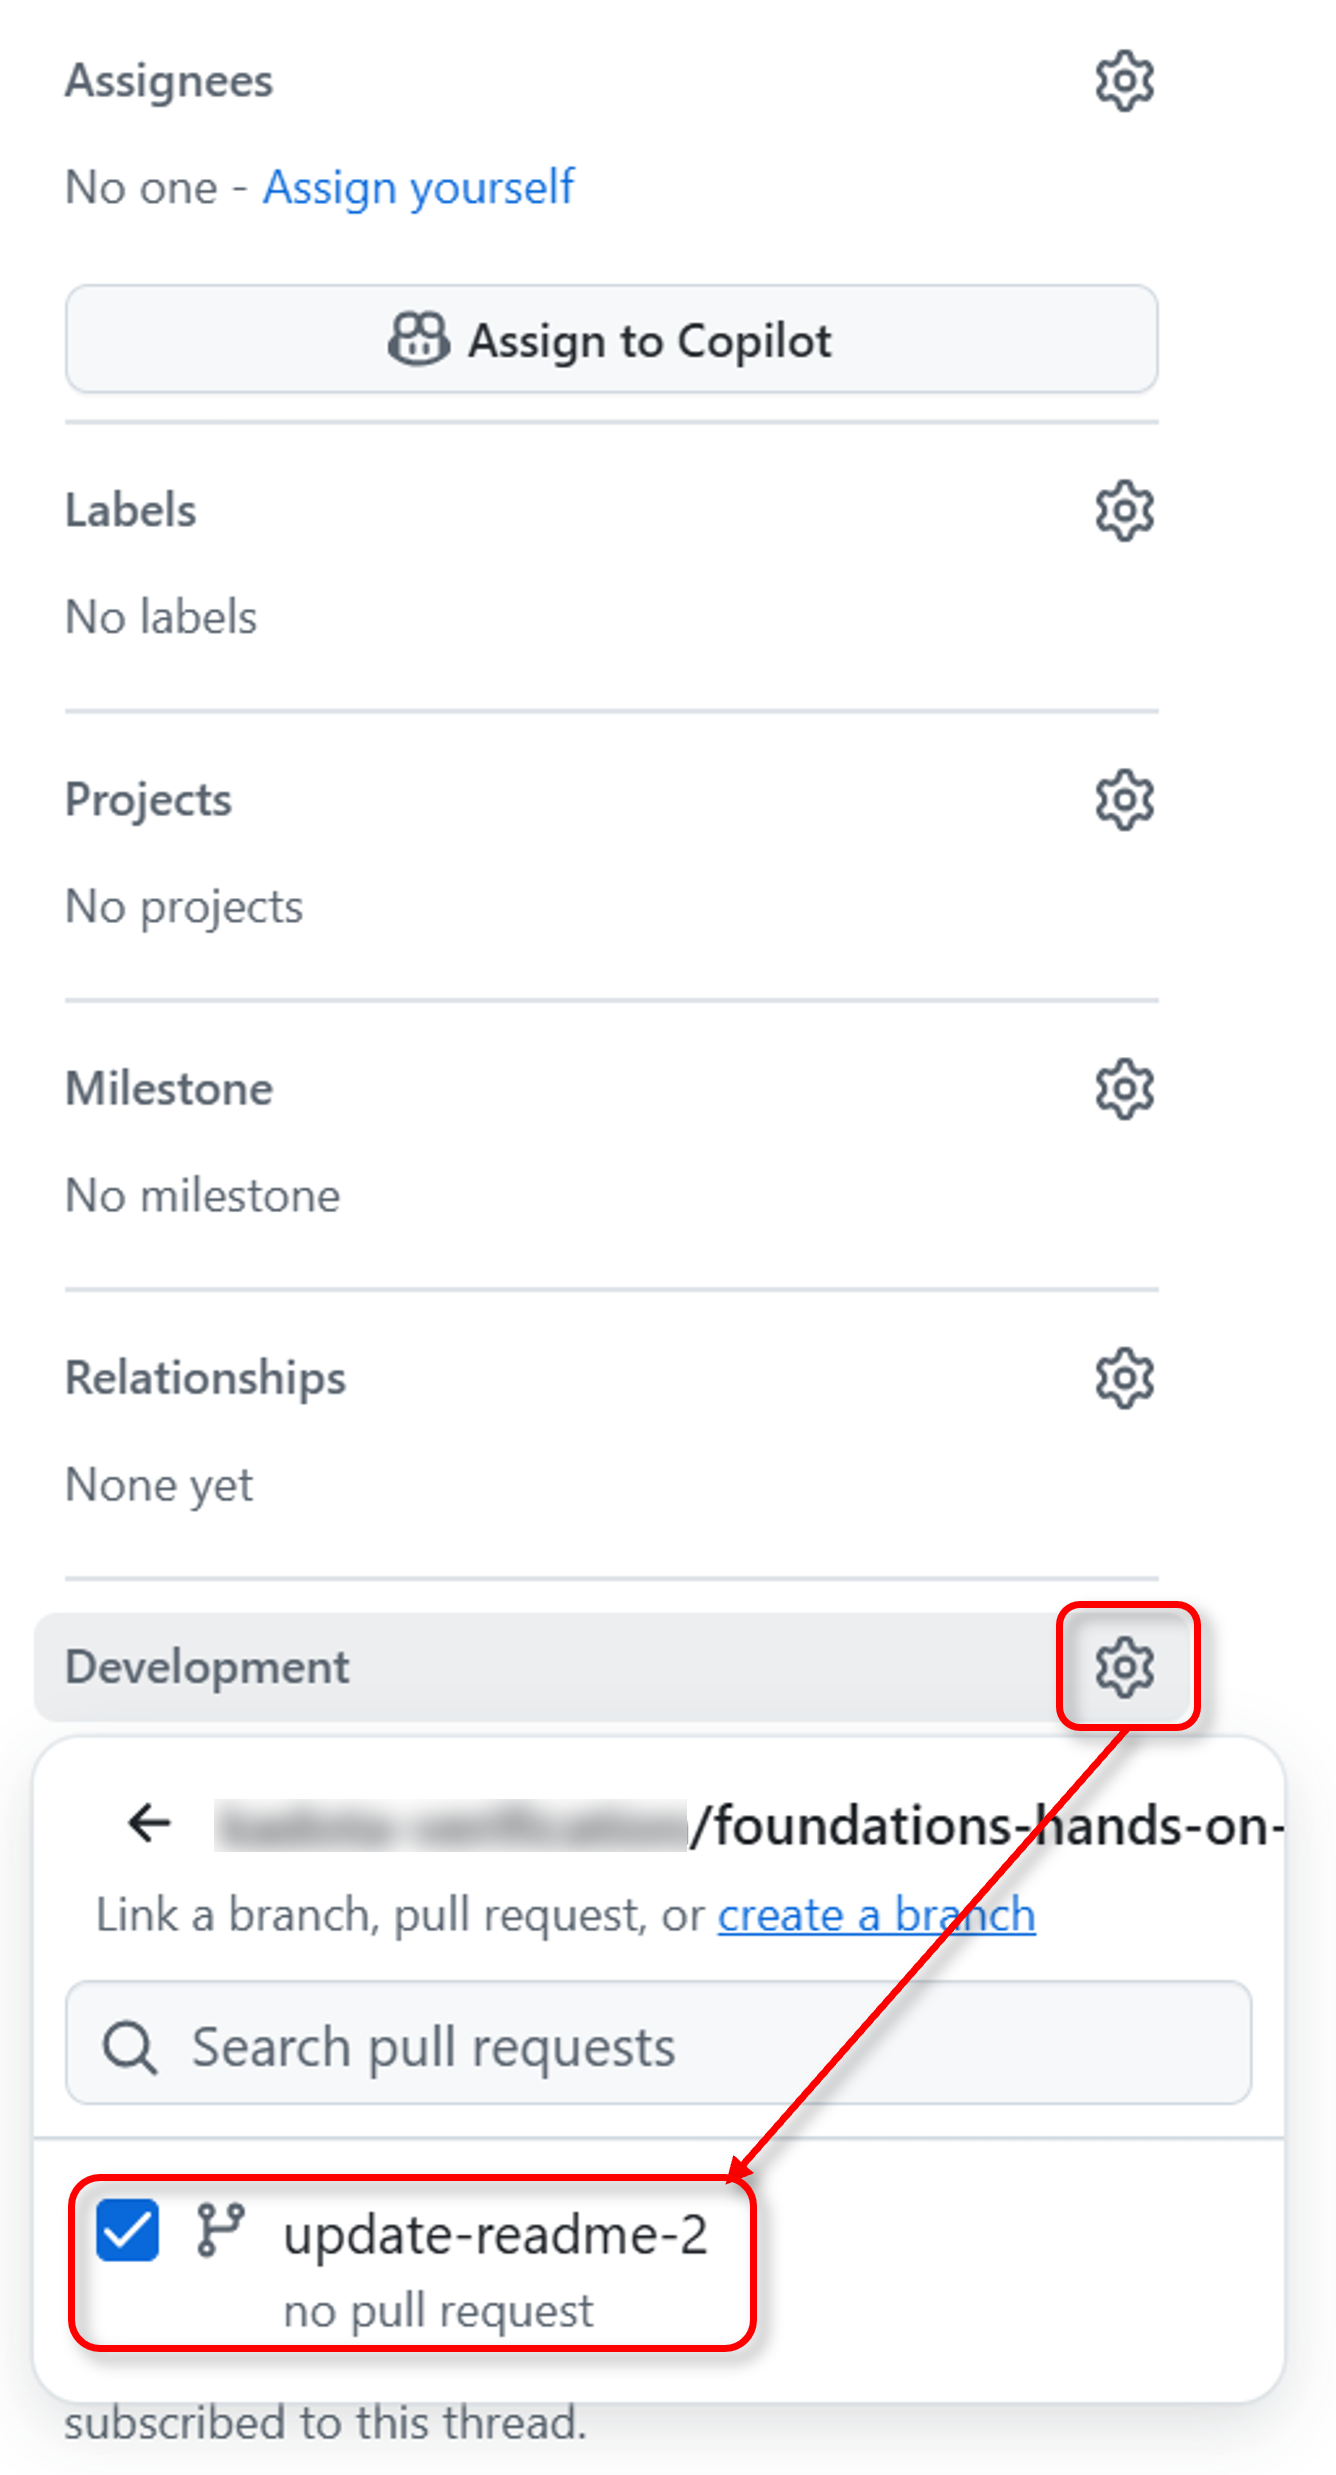 Assignees
No one - Assign yourself
Assign to Copilot
Labels
No labels
Projects
No projects
Milestone
No milestone
Relationships
None yet
Development
/foundations-hands-on-
Link a branch, pull request, or create a branch
Search pull requests
update-readme-2
no pull request
subscribed to this thread.